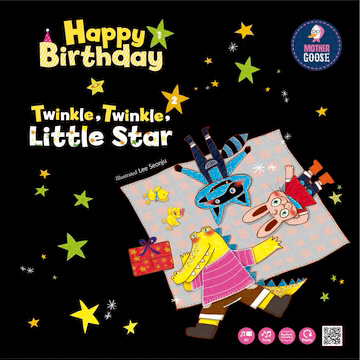 Happy
Birthday
1
MOTHER
GOOSE
2
Twinkle, Twinkle,
Little Star
Illustrated Lee Seonju